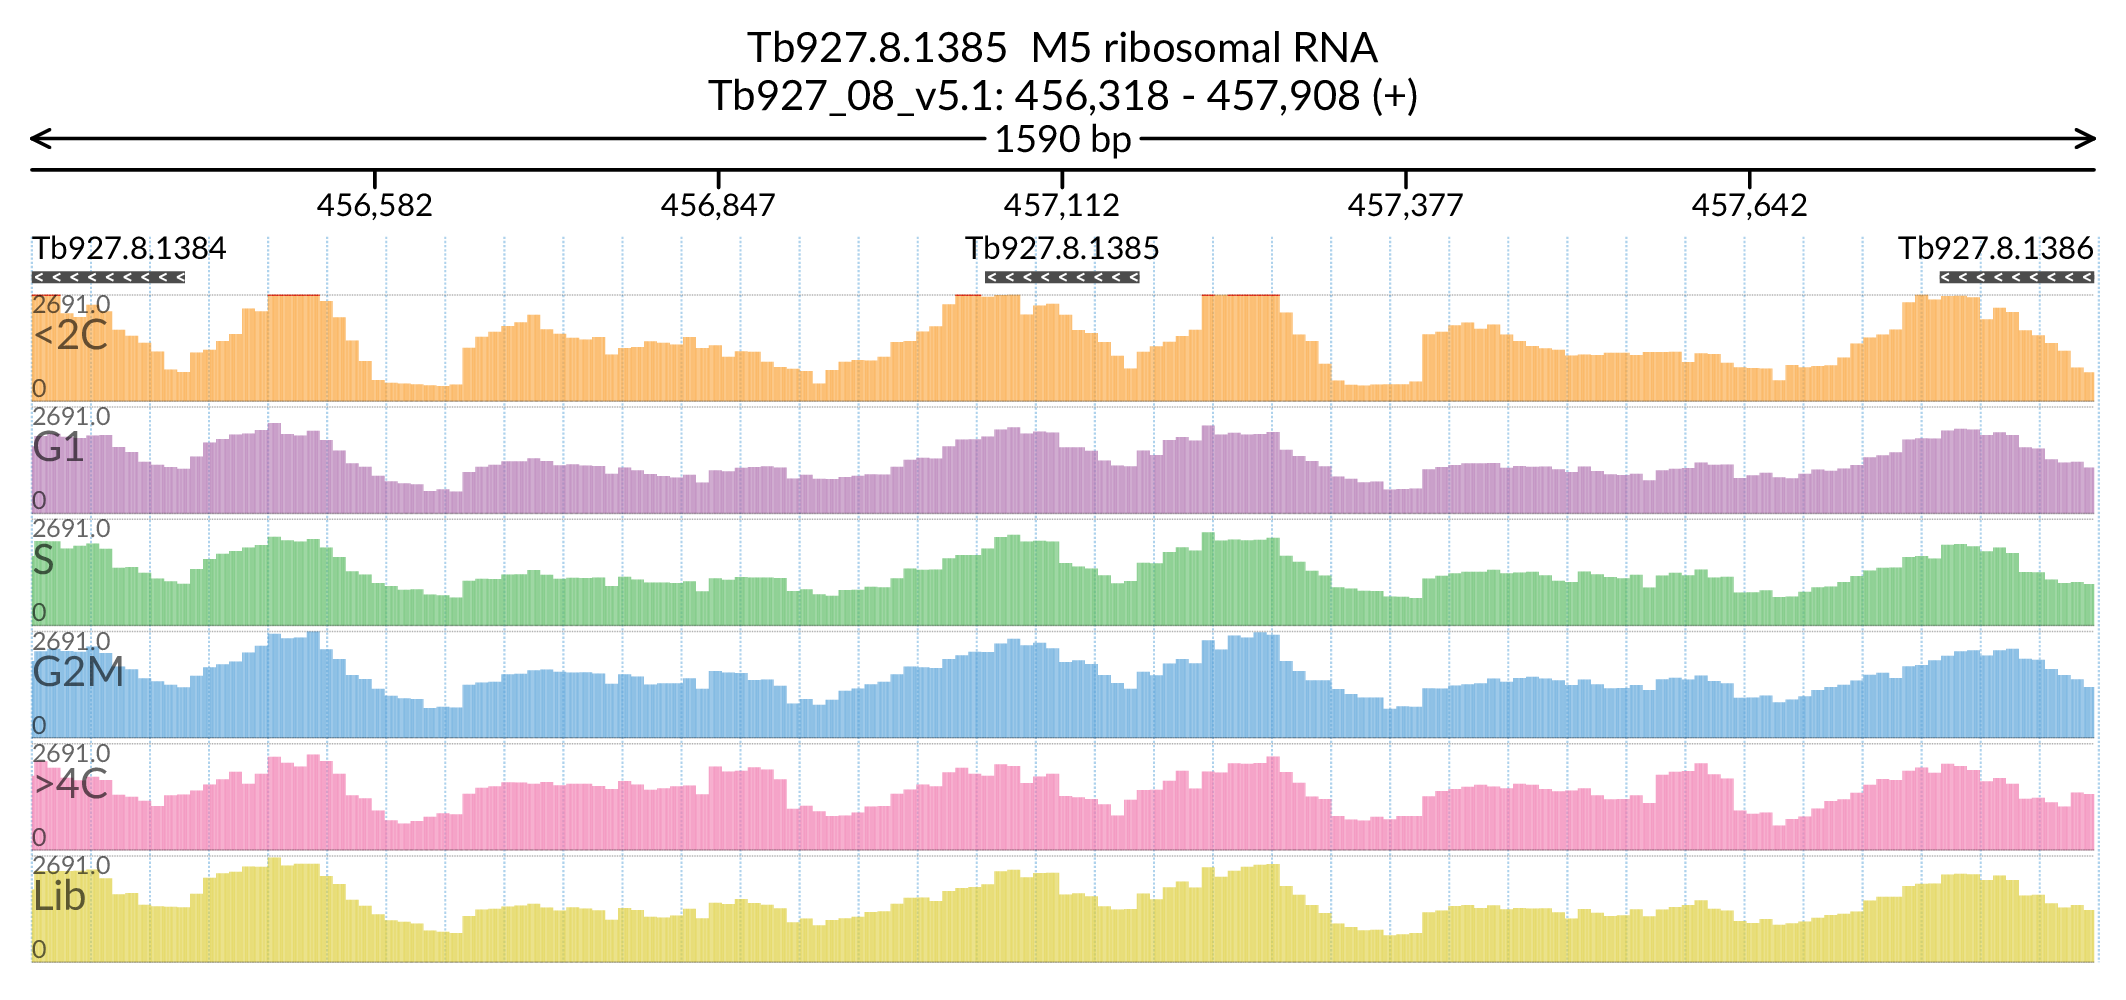 Tb927.8.1385  M5 ribosomal RNA
Tb927_08_v5.1: 456,318 - 457,908 (+)
1590 bp
456,582 456,847 457,112 457,377 457,642
Tb927.8.1384 Tb927.8.1385 Tb927.8.1386
2691.0
<2C
0
2691.0
G1
0
2691.0
S
0
2691.0
G2M
0
2691.0
>4C
0
2691.0
Lib
0